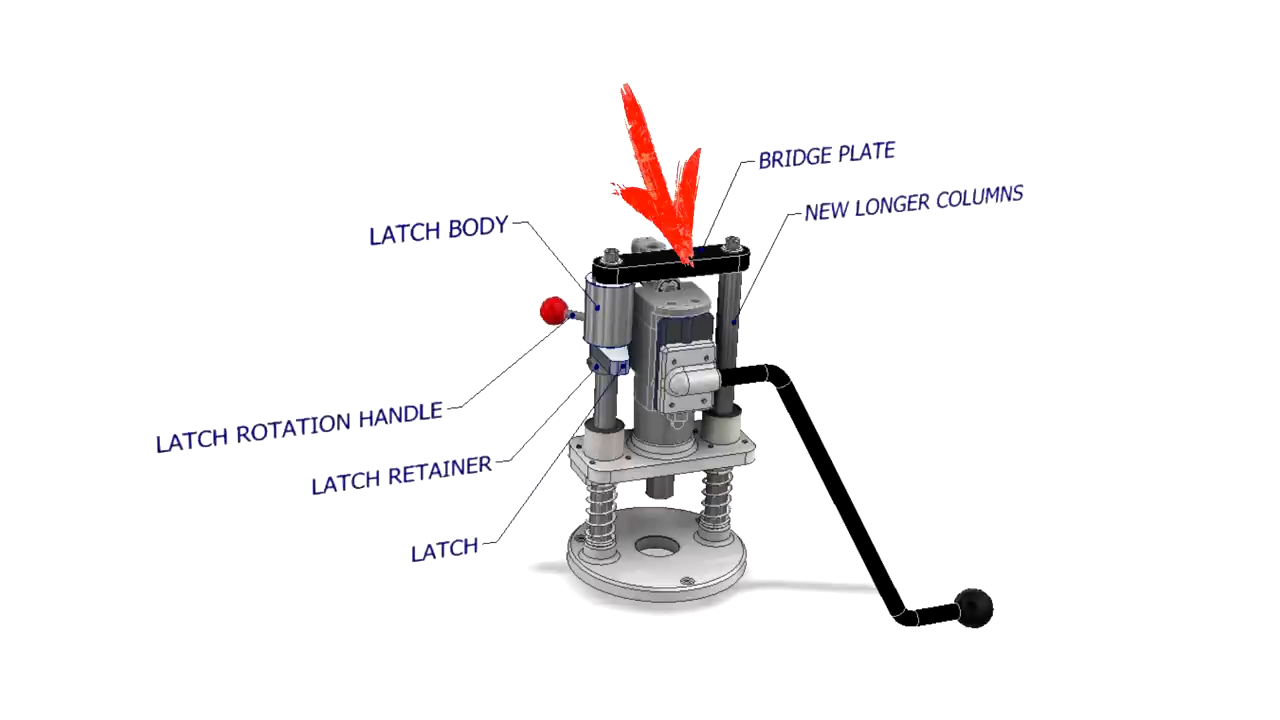 BRIDGE PLATE
NEW LONGER COLUMNS
LATCH BODY
LATCH ROTATION HANDLE
LATCH RETAINER
LATCH